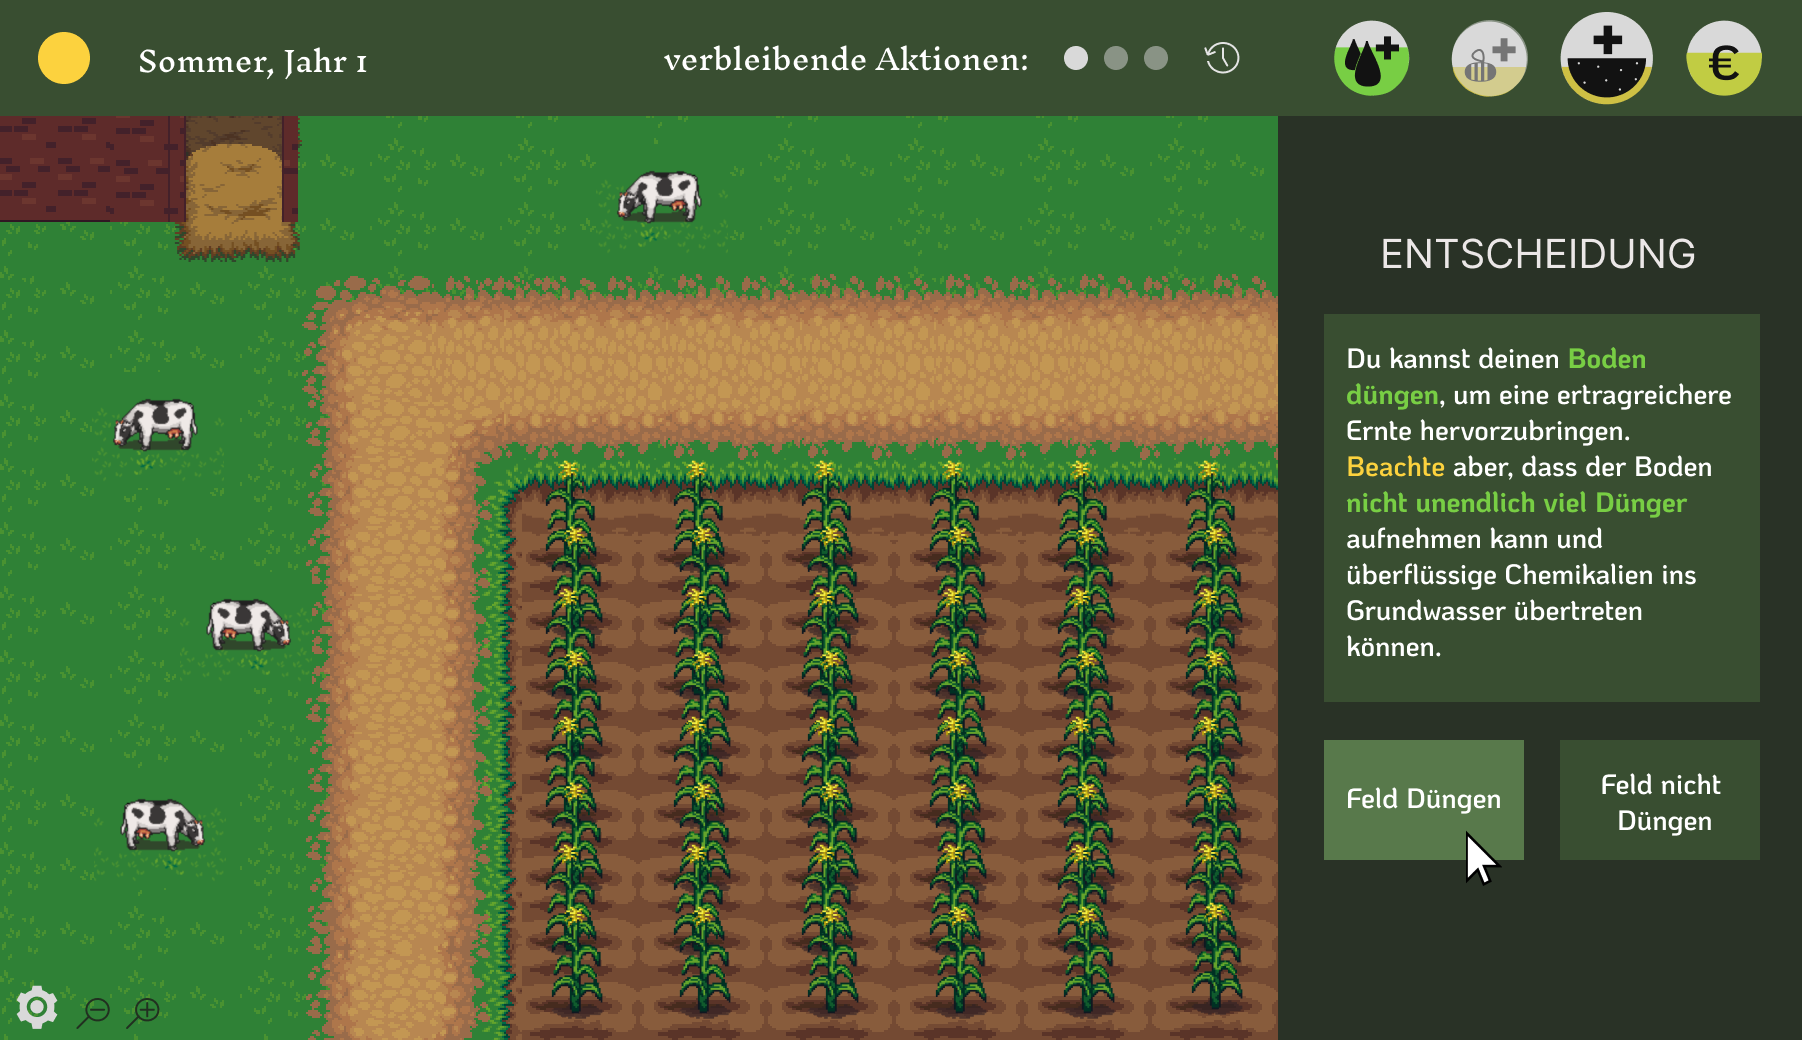 Sommer, Jahr 1
verbleibende Aktionen:
€
ENTSCHEIDUNG
Du kannst deinen Boden
düngen, um eine ertragreichere
Ernte hervorzubringen.
Beachte aber, dass der Boden
nicht unendlich viel Dünger
aufnehmen kann und
überflüssige Chemikalien ins
Grundwasser übertreten
können.
Feld Düngen
Feld nicht
Düngen